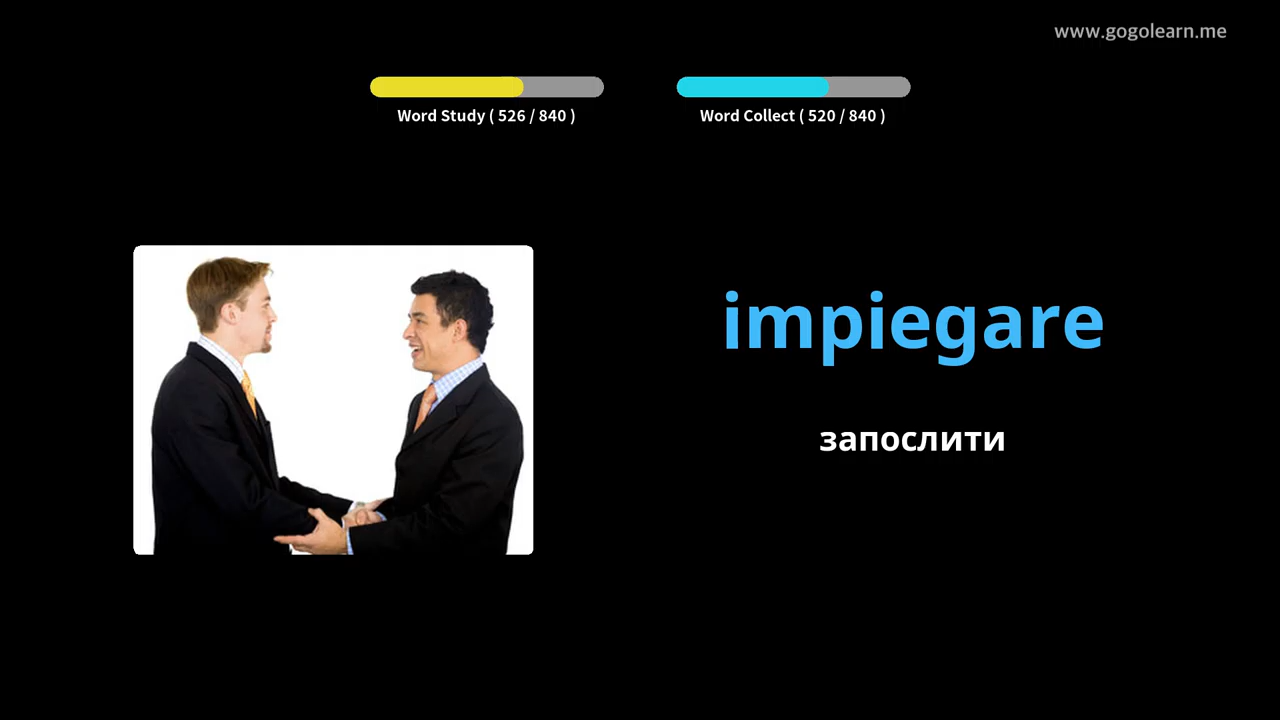 www.gogolearn.me
Word Study ( 526 / 840 )
Word Collect ( 520 / 840 )
impiegare
запослити